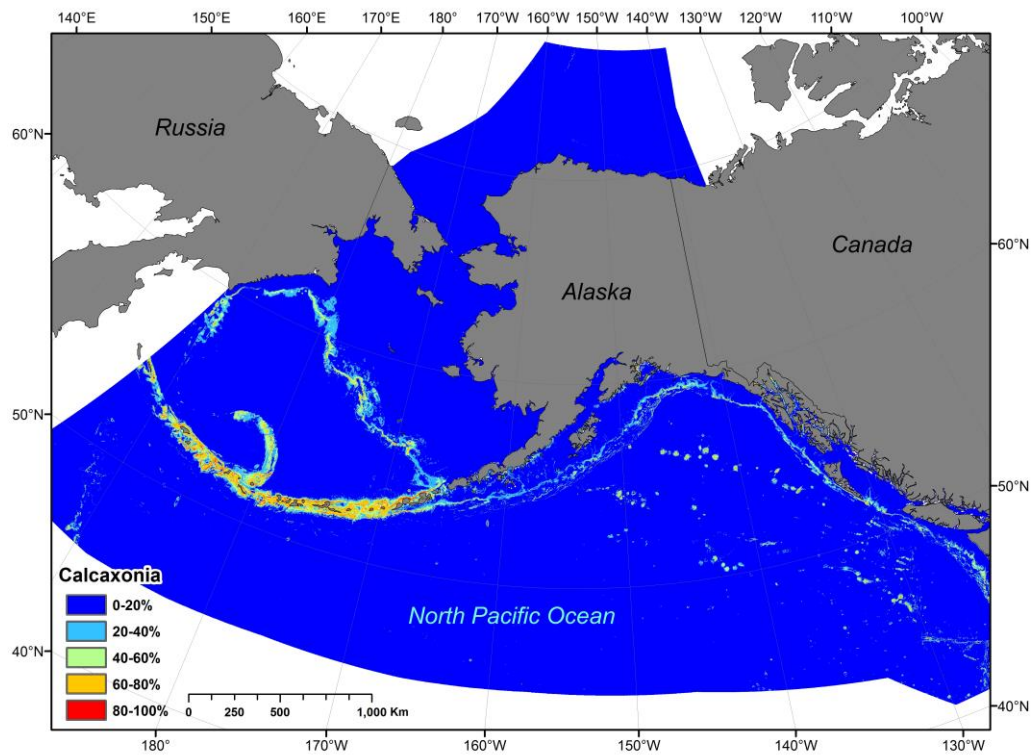 140°E 150°E 160°E 170°E 180° 170°W 160°W 150°W 140°W 130°W 120°W 110°W 100°W
60°N
Russia
60°N
Canada
Alaska
50°N
50°N
Calcaxonia
0-20%
North Pacific Ocean
20-40%
40-60%
40°N
60-80%
80-100%
0 250 500 1,000 Km
40°N
180° 170°W 160°W 150°W 140°W 130°W